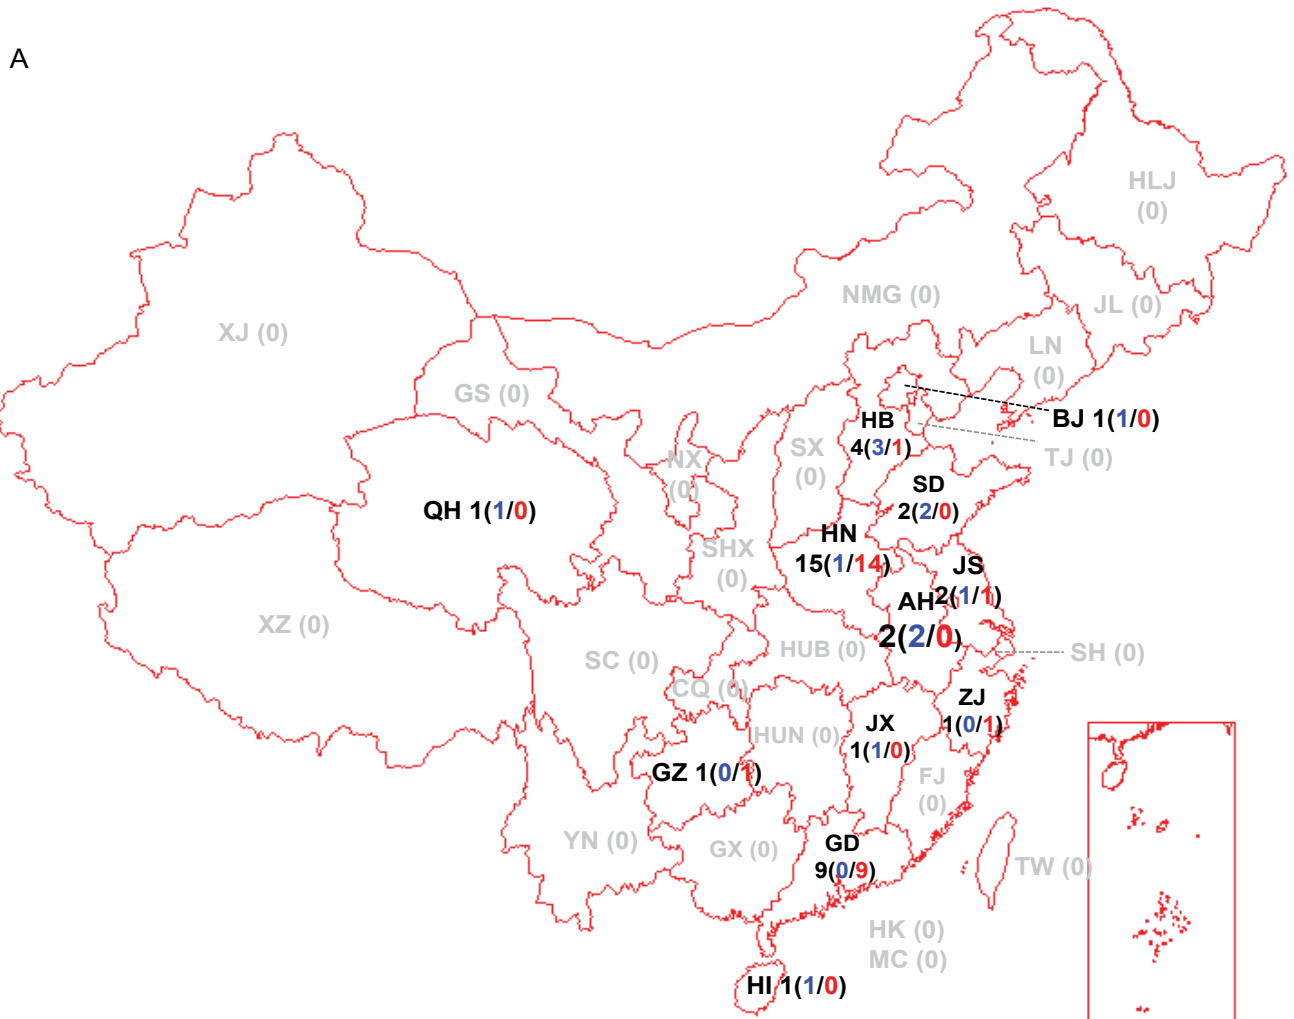 A
HLJ
(0)
NMG (0)
JL (0)
XJ (0)
LN
(0)
GS (0)
BJ 1(1/0)
HB
4(3/1)
SX
(0)
TJ (0)
NX
(0)
SD
2(2/0)
QH 1(1/0)
HN
15(1/14)
SHX
(0)
JS
2(1/1)
AH
2(2/0)
XZ (0)
HUB (0)
SH (0)
SC (0)
CQ (0)
ZJ
1(0/1)
JX
1(1/0)
HUN (0)
GZ 1(0/1)
FJ
(0)
YN (0)
GX (0)
GD
9(0/9)
TW (0)
HK (0)
MC (0)
HI 1(1/0)